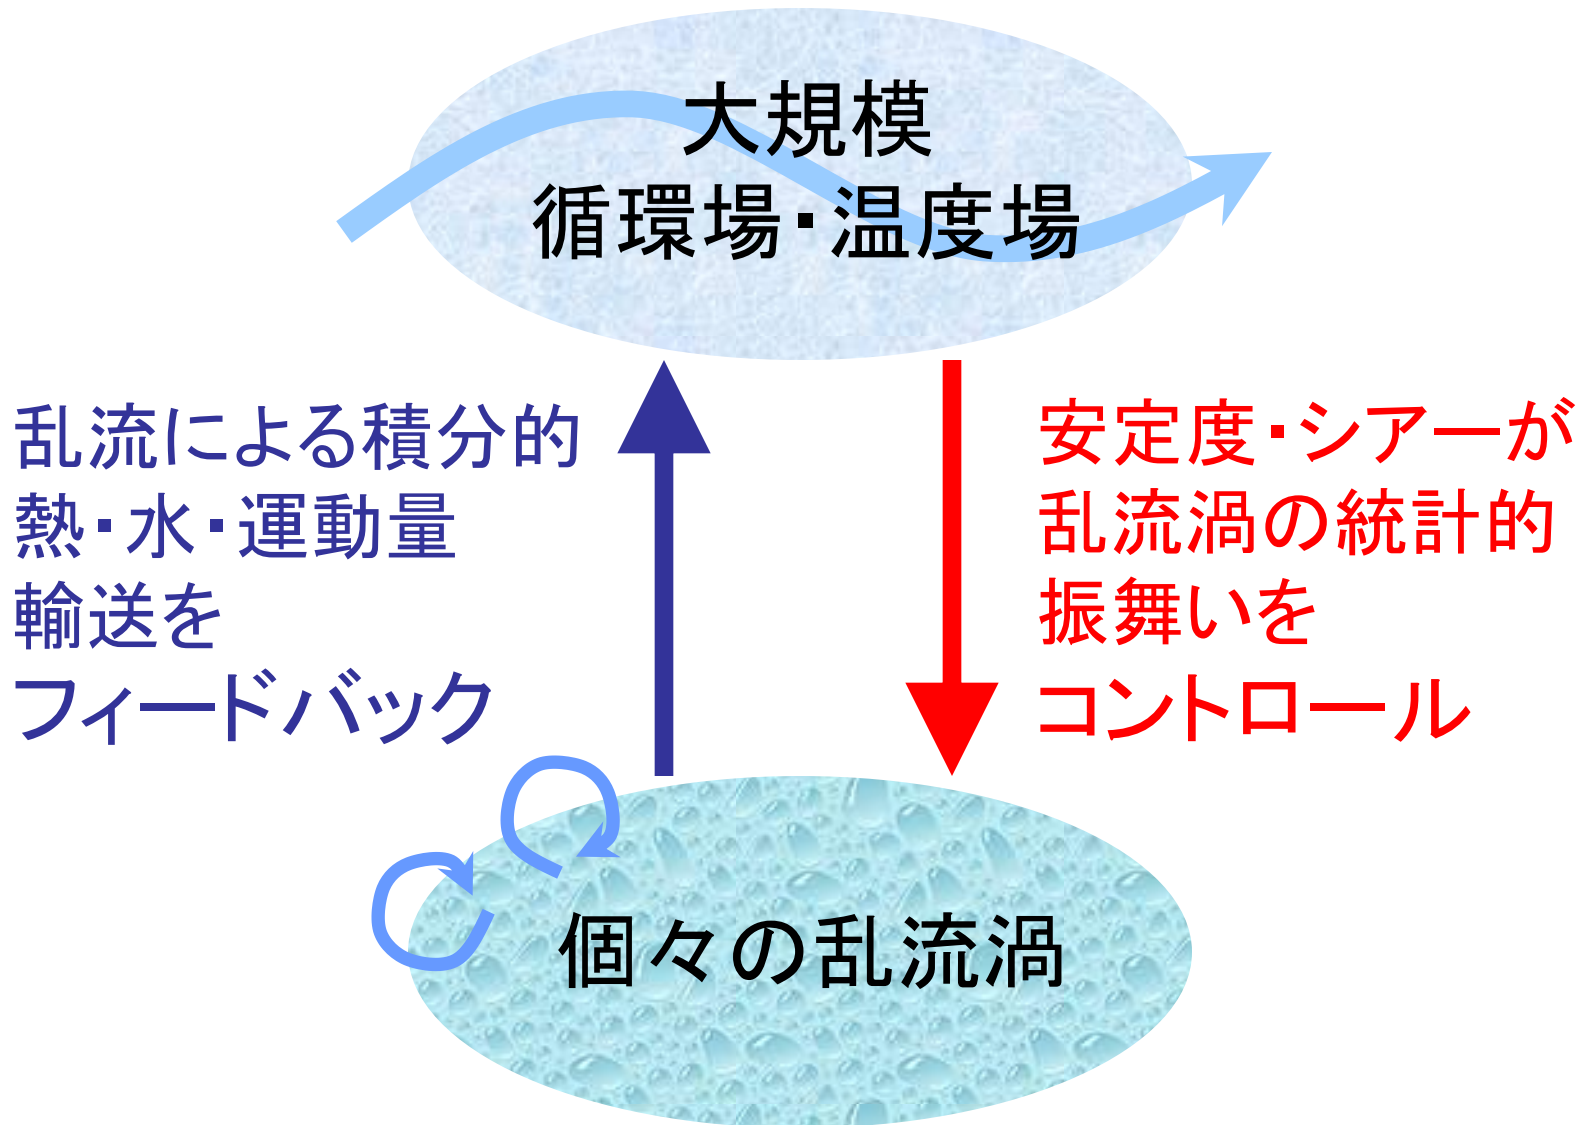 大規模
循環場・温度場
乱流による積分的
熱・水・運動量
輸送を
フィードバック
安定度・シアーが
乱流渦の統計的
振舞いを
コントロール
個々の乱流渦